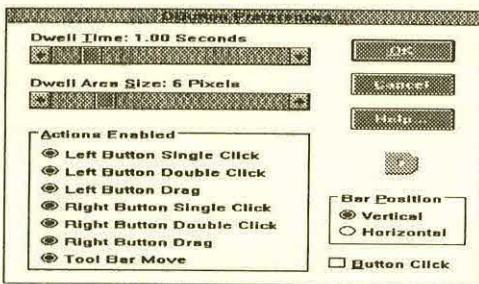 Preferences
Dwell Time: 1.00 Seconds
Dwell Area Size: 6 Pixels
OK
Cancel
Help...
Actions Enabled
Left Button Single Click
Left Button Double Click
Left Button Drag
Right Button Single Click
Right Button Double Click
Right Button Drag
Tool Bar Move
Bar Position
Vertical
Horizontal
Button Click